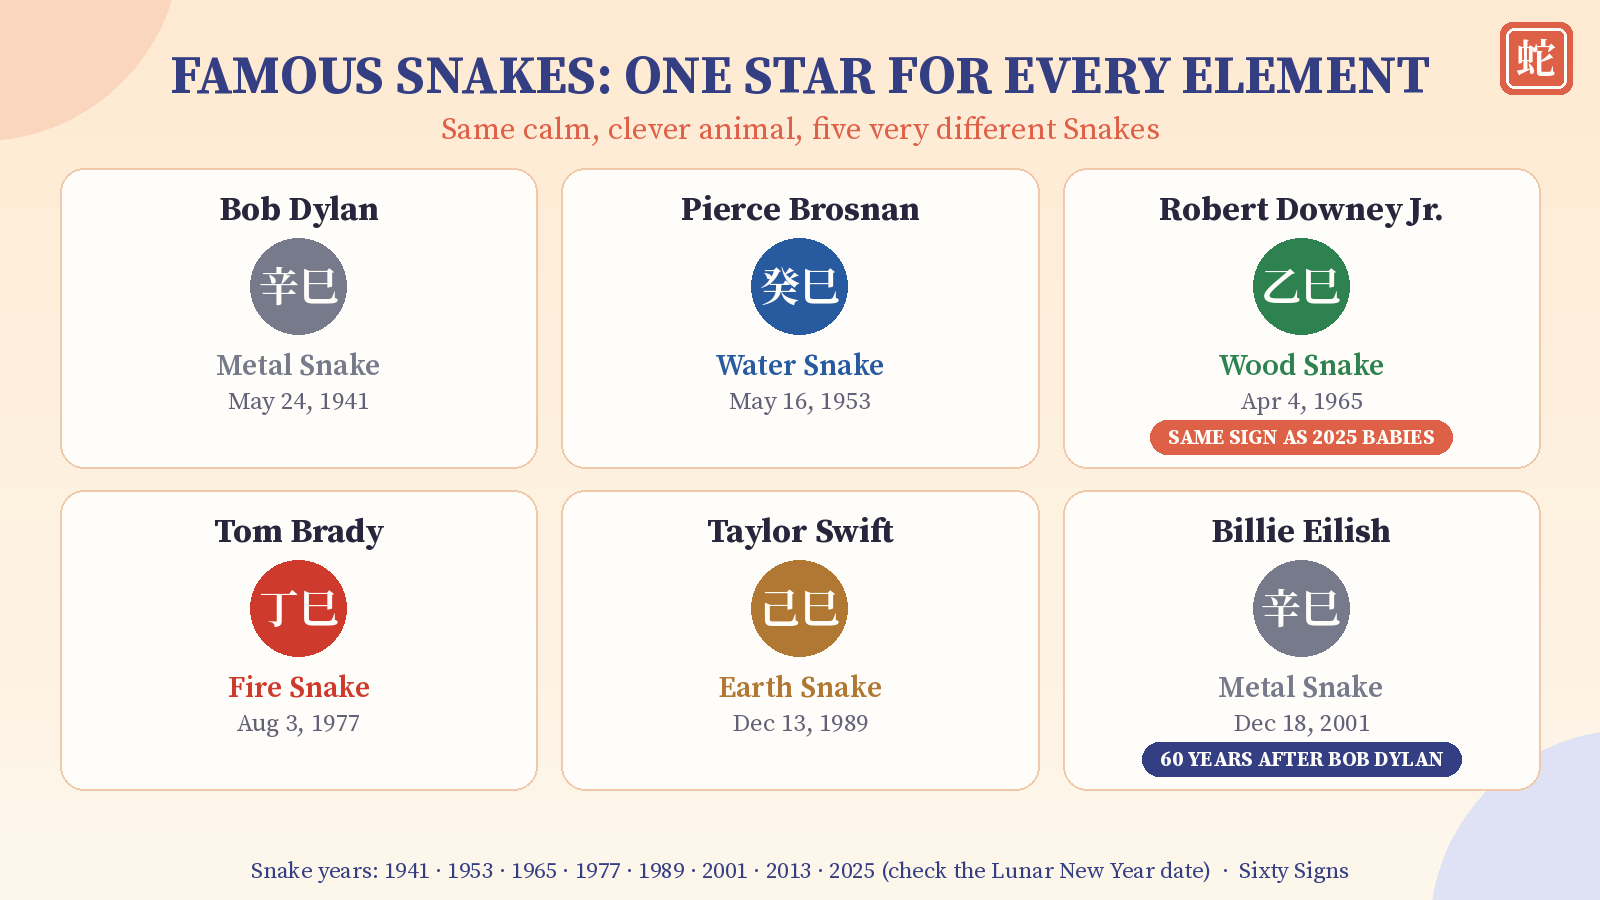 蛇
FAMOUS SNAKES: ONE STAR FOR EVERY ELEMENT
Same calm, clever animal, five very different Snakes
Bob Dylan
辛巳
Metal Snake
May 24, 1941
Pierce Brosnan
癸巳
Water Snake
May 16, 1953
Robert Downey Jr.
乙巳
Wood Snake
Apr 4, 1965
SAME SIGN AS 2025 BABIES
Tom Brady
丁巳
Fire Snake
Aug 3, 1977
Taylor Swift
己巳
Earth Snake
Dec 13, 1989
Billie Eilish
辛巳
Metal Snake
Dec 18, 2001
60 YEARS AFTER BOB DYLAN
Snake years: 1941 · 1953 · 1965 · 1977 · 1989 · 2001 · 2013 · 2025 (check the Lunar New Year date) · Sixty Signs